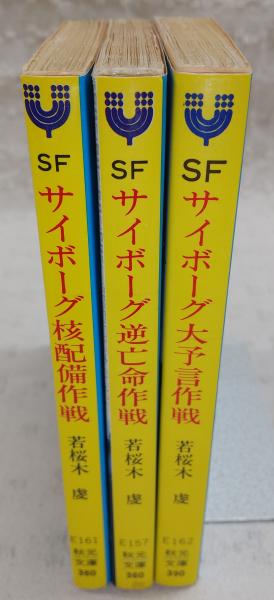 SF
サイボーグ核配備作戦
若桜木 虔
E161
秋元
文庫
360
SF
サイボーグ逆亡命作戦
若桜木 虔
E157
秋元
文庫
360
SF
サイボーグ大予言作戦
若桜木 虔
E162
秋元
文庫
390